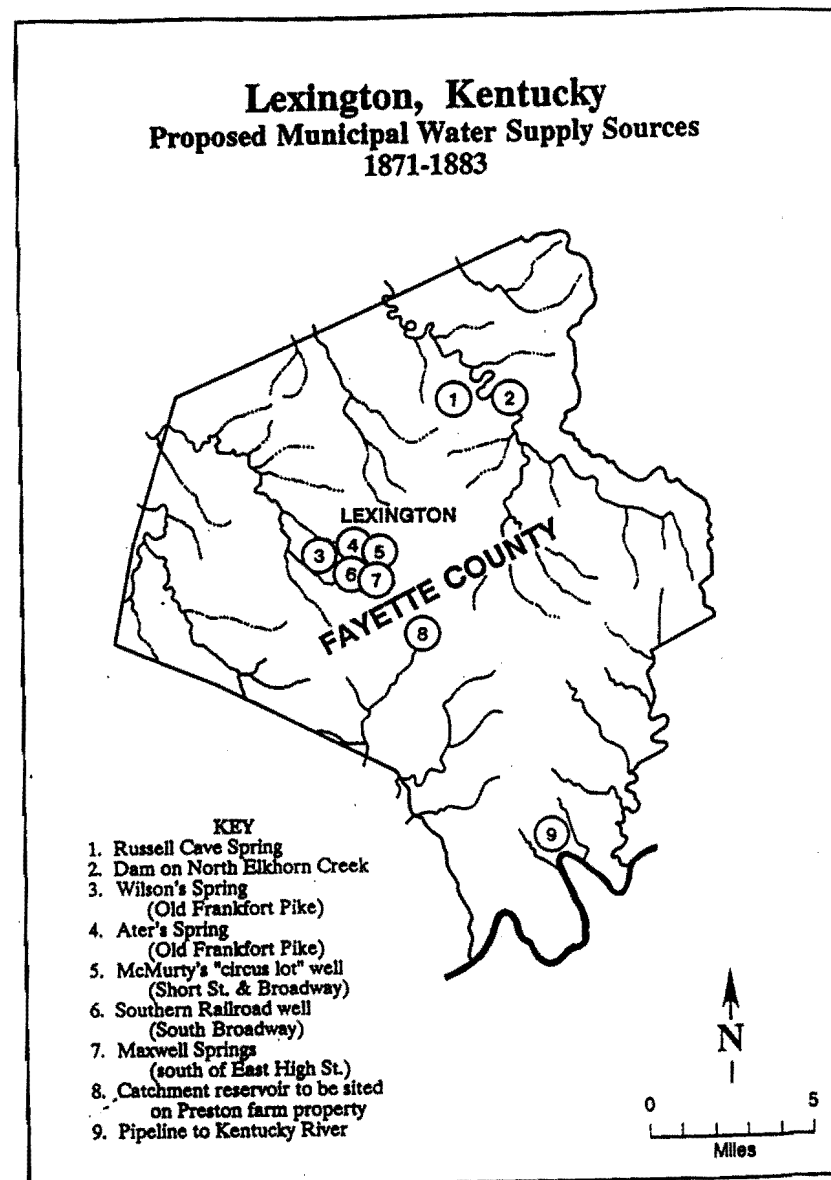 Lexington, Kentucky
Proposed Municipal Water Supply Sources
1871-1883
1
2
LEXINGTON
3
4
5
6
7
FAYETTE COUNTY
8
9
KEY
1. Russell Cave Spring
2. Dam on North Elkhorn Creek
3. Wilson's Spring
(Old Frankfort Pike)
4. Ater's Spring
(Old Frankfort Pike)
5. McMurty's "circus lot" well
(Short St. & Broadway)
6. Southern Railroad well
(South Broadway)
7. Maxwell Springs
(south of East High St.)
8. Catchment reservoir to be sited
on Preston farm property
9. Pipeline to Kentucky River
N
0 5
Miles